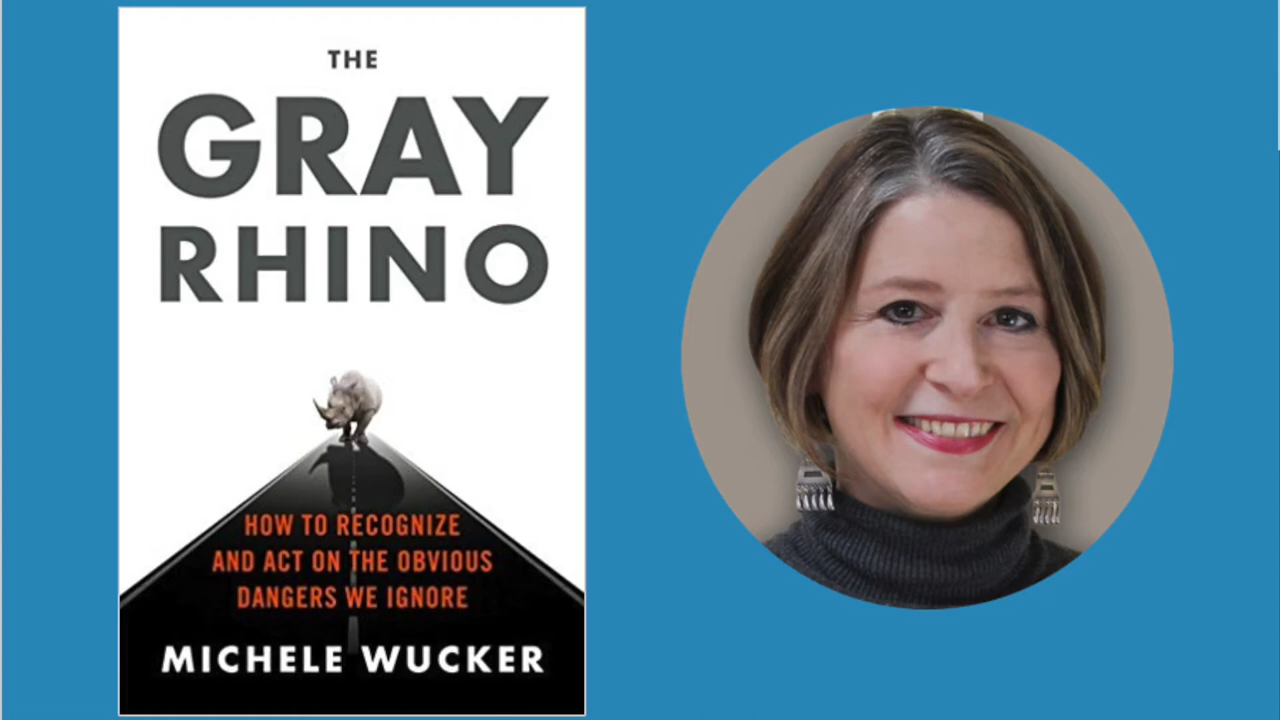 THE
GRAY
RHINO
HOW TO RECOGNIZE
AND ACT ON THE OBVIOUS
DANGERS WE IGNORE
MICHELE WUCKER